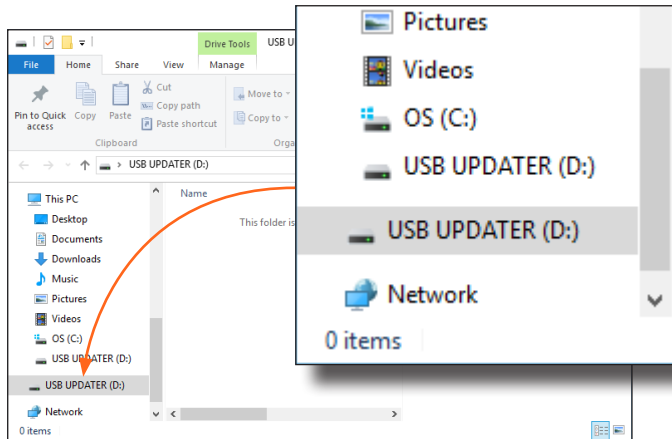 Drive Tools USB U
File Home Share View Manage
Pin to Quick access
Copy
Paste
Cut
Copy path
Paste shortcut
Move to
Copy to
Clipboard
Orga
USB UPDATER (D:)
Name
This folder is
This PC
Desktop
Documents
Downloads
Music
Pictures
Videos
OS (C:)
USB UPDATER (D:)
USB UPDATER (D:)
Network
0 items
Pictures
Videos
OS (C:)
USB UPDATER (D:)
USB UPDATER (D:)
Network
0 items